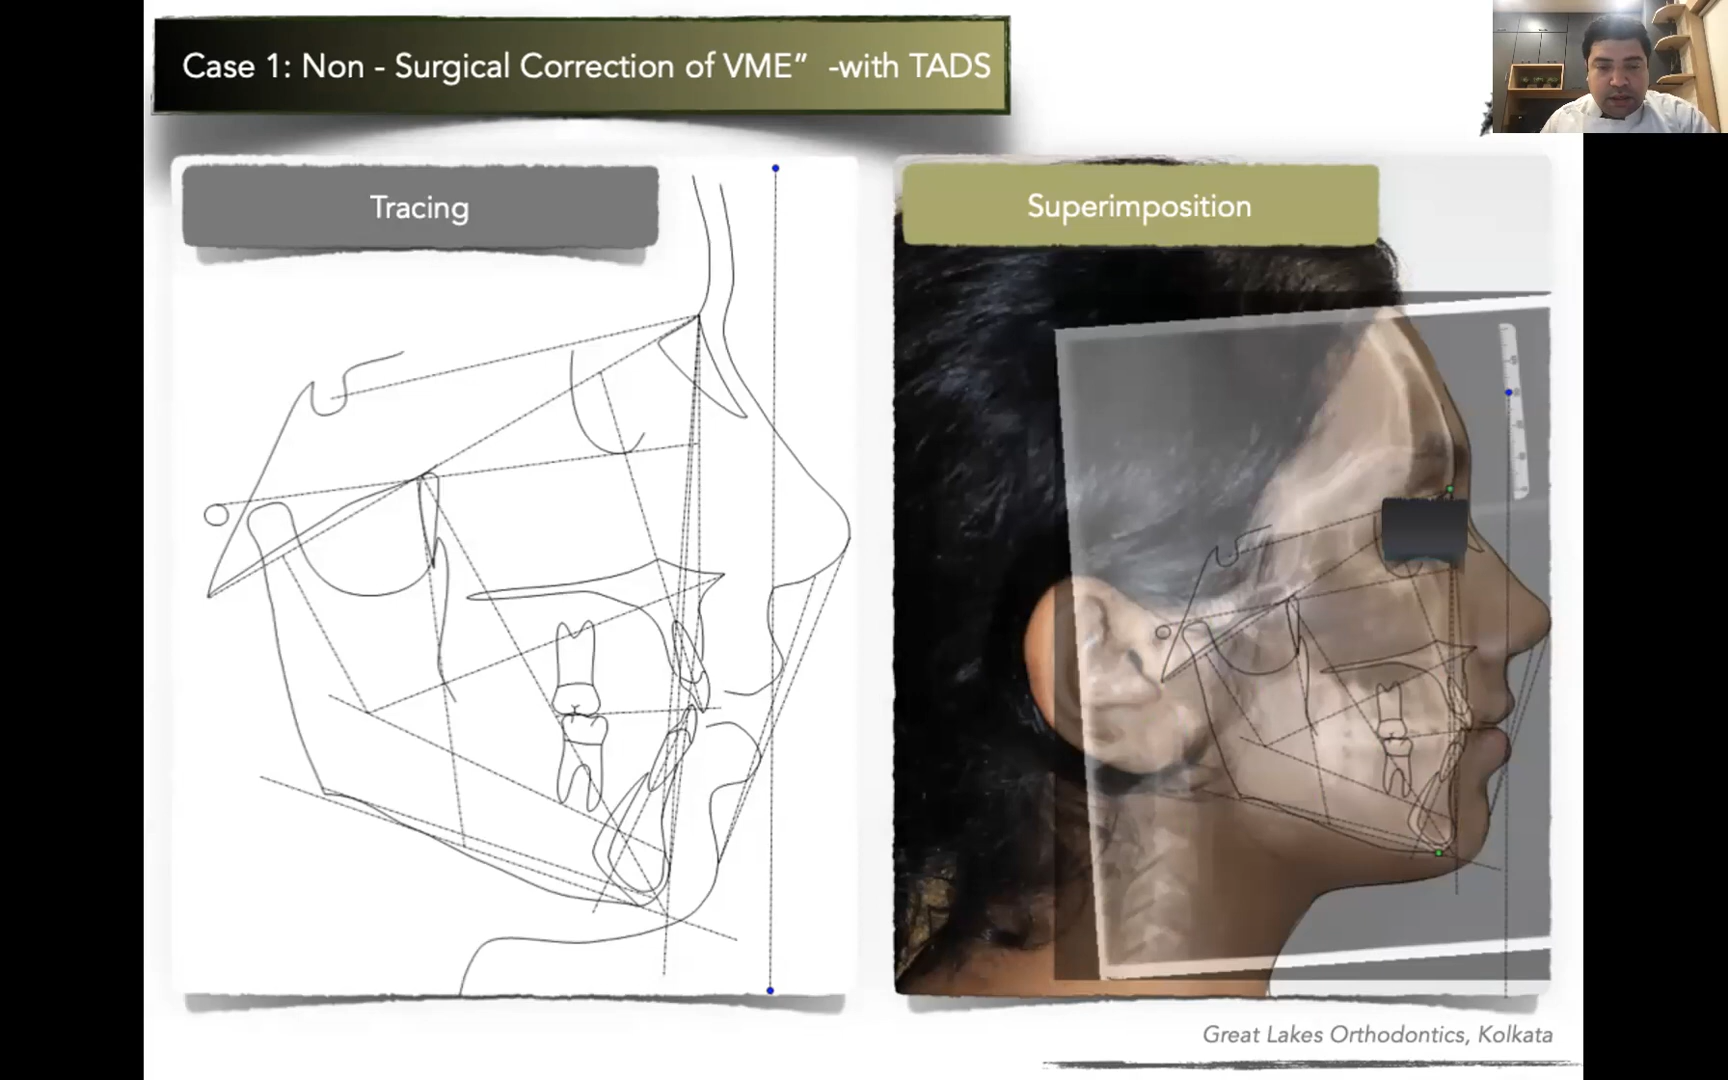 Case 1: Non - Surgical Correction of VME” -with TADS
Tracing
Superimposition
Great Lakes Orthodontics, Kolkata